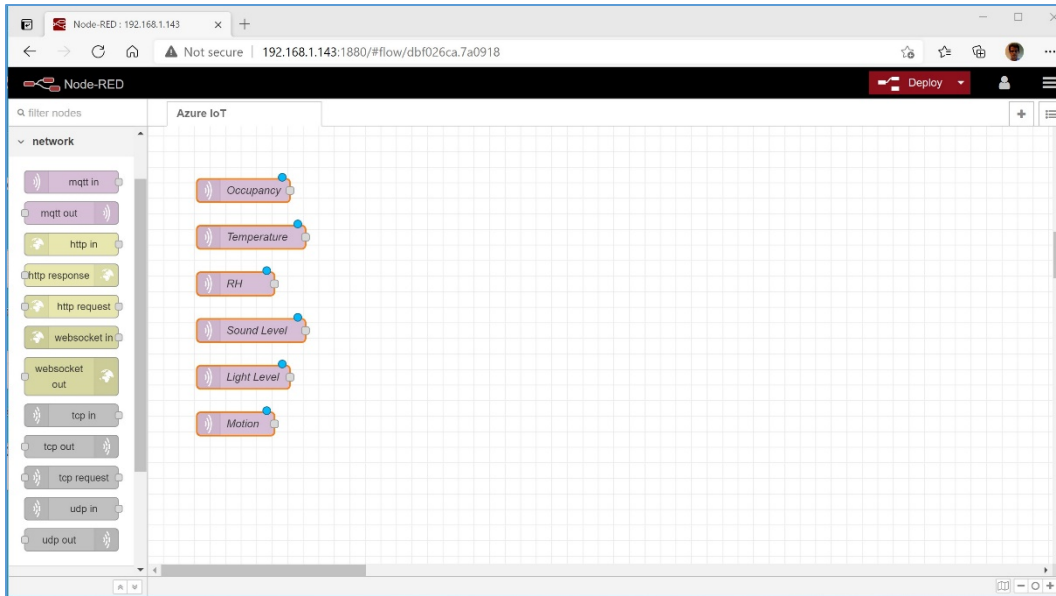 Node-RED : 192.168.1.143
Not secure | 192.168.1.143:1880/#flow/dbf026ca.7a0918
Node-RED
Deploy
filter nodes
Azure IoT
network
mqtt in
mqtt out
http in
http response
http request
websocket in
websocket
out
tcp in
tcp out
tcp request
udp in
udp out
Occupancy
Temperature
RH
Sound Level
Light Level
Motion